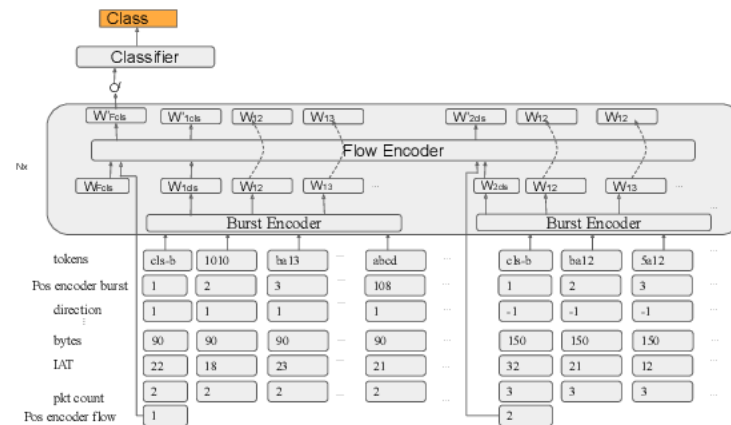 Class
Classifier
W'Fcls W'1cls W12 W13 W'2ds W12 W12
Flow Encoder
Nx
WFcls W1ds W12 W13 ... W2ds W12 W13 ...
Burst Encoder Burst Encoder ...
tokens cls-b 1010 ba13 ... abcd ... cls-b ba12 5a12 ...
Pos encoder burst 1 2 3 ... 108 ... 1 2 3 ...
direction 1 1 1 ... 1 ... -1 -1 -1 ...
...
bytes 90 90 90 ... 90 ... 150 150 150 ...
IAT 22 18 23 ... 21 ... 32 21 12 ...
pkt count 2 2 2 ... 2 ... 3 3 3 ...
Pos encoder flow 1 2